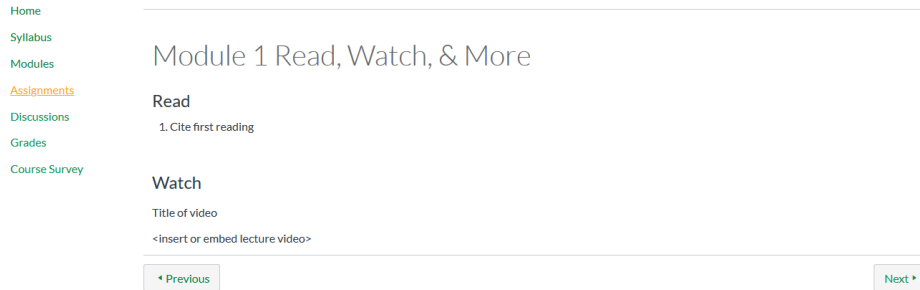 Home
Syllabus
Modules
Assignments
Discussions
Grades
Course Survey
Module 1 Read, Watch, & More
Read
1. Cite first reading
Watch
Title of video
<insert or embed lecture video>
Previous
Next